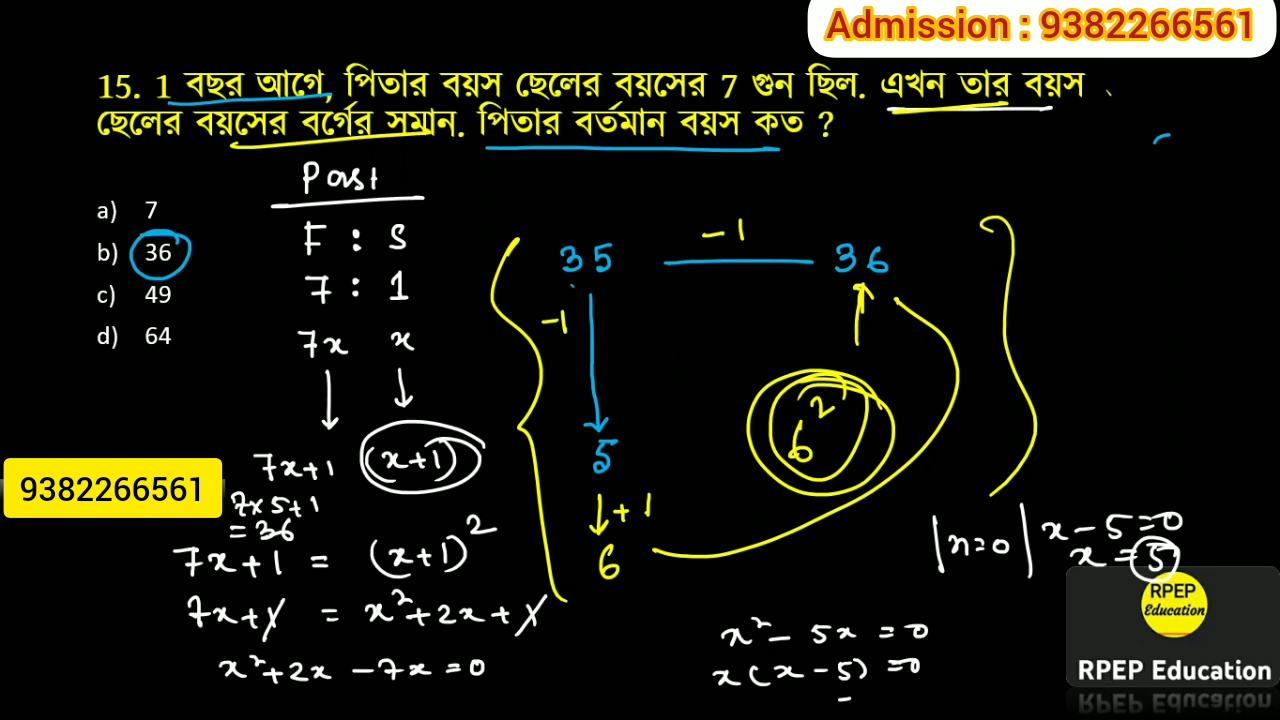 Admission : 9382266561
15. 1 বছর আগে, পিতার বয়স ছেলের বয়সের 7 গুন ছিল. এখন তার বয়স
ছেলের বয়সের বর্গের সমান. পিতার বর্তমান বয়স কত ?
Past
a) 7
b) 36
c) 49
d) 64
F : S
7 : 1
7x x
7x+1 (x+1)
7x5+1
=36
7x+1 = (x+1)²
7x+1 = x²+2x+1
x²+2x -7x=0
35 -1 36
-1
5
+1
6
6²
x²- 5x =0
x(x-5)=0
x=0 x-5=0
x=5
9382266561
RPEP
Education
RPEP Education